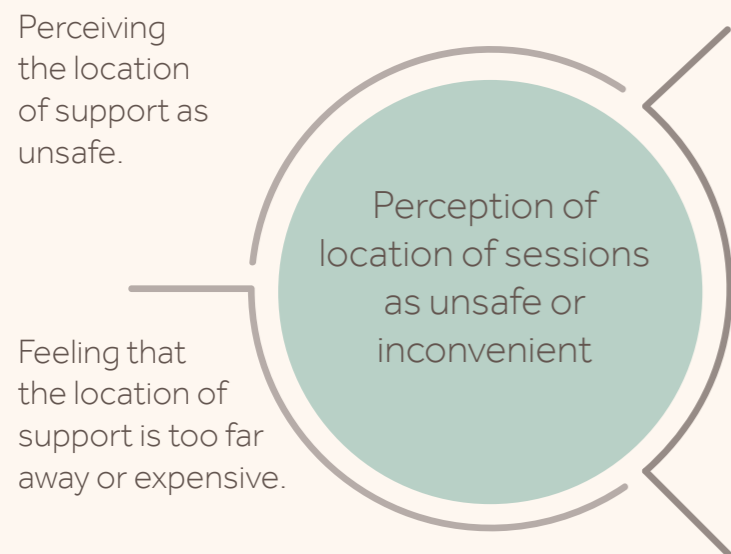 Perceiving
the location
of support as
unsafe.
Feeling that
the location of
support is too far
away or expensive.
Perception of
location of sessions
as unsafe or
inconvenient